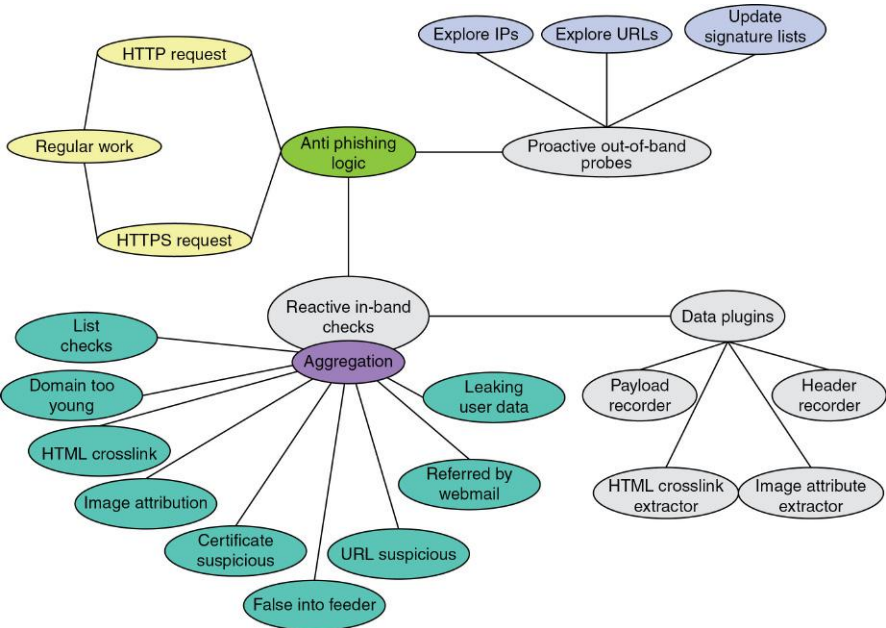 Explore IPs
Explore URLs
Update
signature lists
HTTP request
Regular work
Anti phishing
logic
Proactive out-of-band
probes
HTTPS request
Reactive in-band
checks
Data plugins
Aggregation
List
checks
Domain too
young
HTML crosslink
Image attribution
Certificate
suspicious
False into feeder
URL suspicious
Referred by
webmail
Leaking
user data
Payload
recorder
Header
recorder
HTML crosslink
extractor
Image attribute
extractor